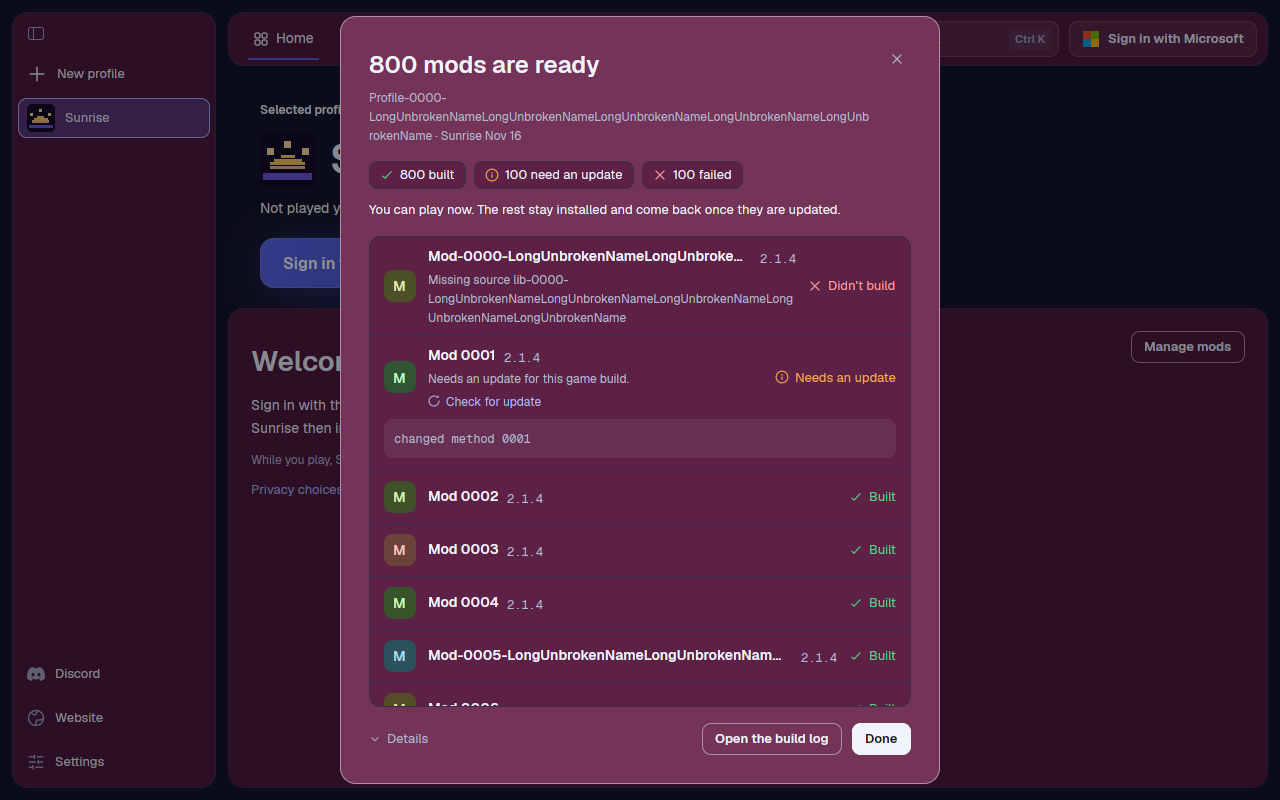 New profile
Sunrise
Discord
Website
Settings
Home
Ctrl K
Sign in with Microsoft
Selected
Not played
Sign in
Manage mods
Sign in with
Sunrise then
While you play,
Privacy choices
800 mods are ready
Profile-0000-
LongUnbrokenNameLongUnbrokenNameLongUnbrokenNameLongUnbrokenNameLongUnb
rokenName · Sunrise Nov 16
800 built
100 need an update
100 failed
You can play now. The rest stay installed and come back once they are updated.
Mod-0000-LongUnbrokenNameLongUnbroke... 2.1.4
Missing source lib-0000-
LongUnbrokenNameLongUnbrokenNameLongUnbrokenNameLong
UnbrokenNameLongUnbrokenName
M
Didn't build
Mod 0001 2.1.4
M
Needs an update for this game build.
Needs an update
Check for update
changed method 0001
M Mod 0002 2.1.4 Built
M Mod 0003 2.1.4 Built
M Mod 0004 2.1.4 Built
M Mod-0005-LongUnbrokenNameLongUnbrokenNam... 2.1.4 Built
Details
Open the build log
Done